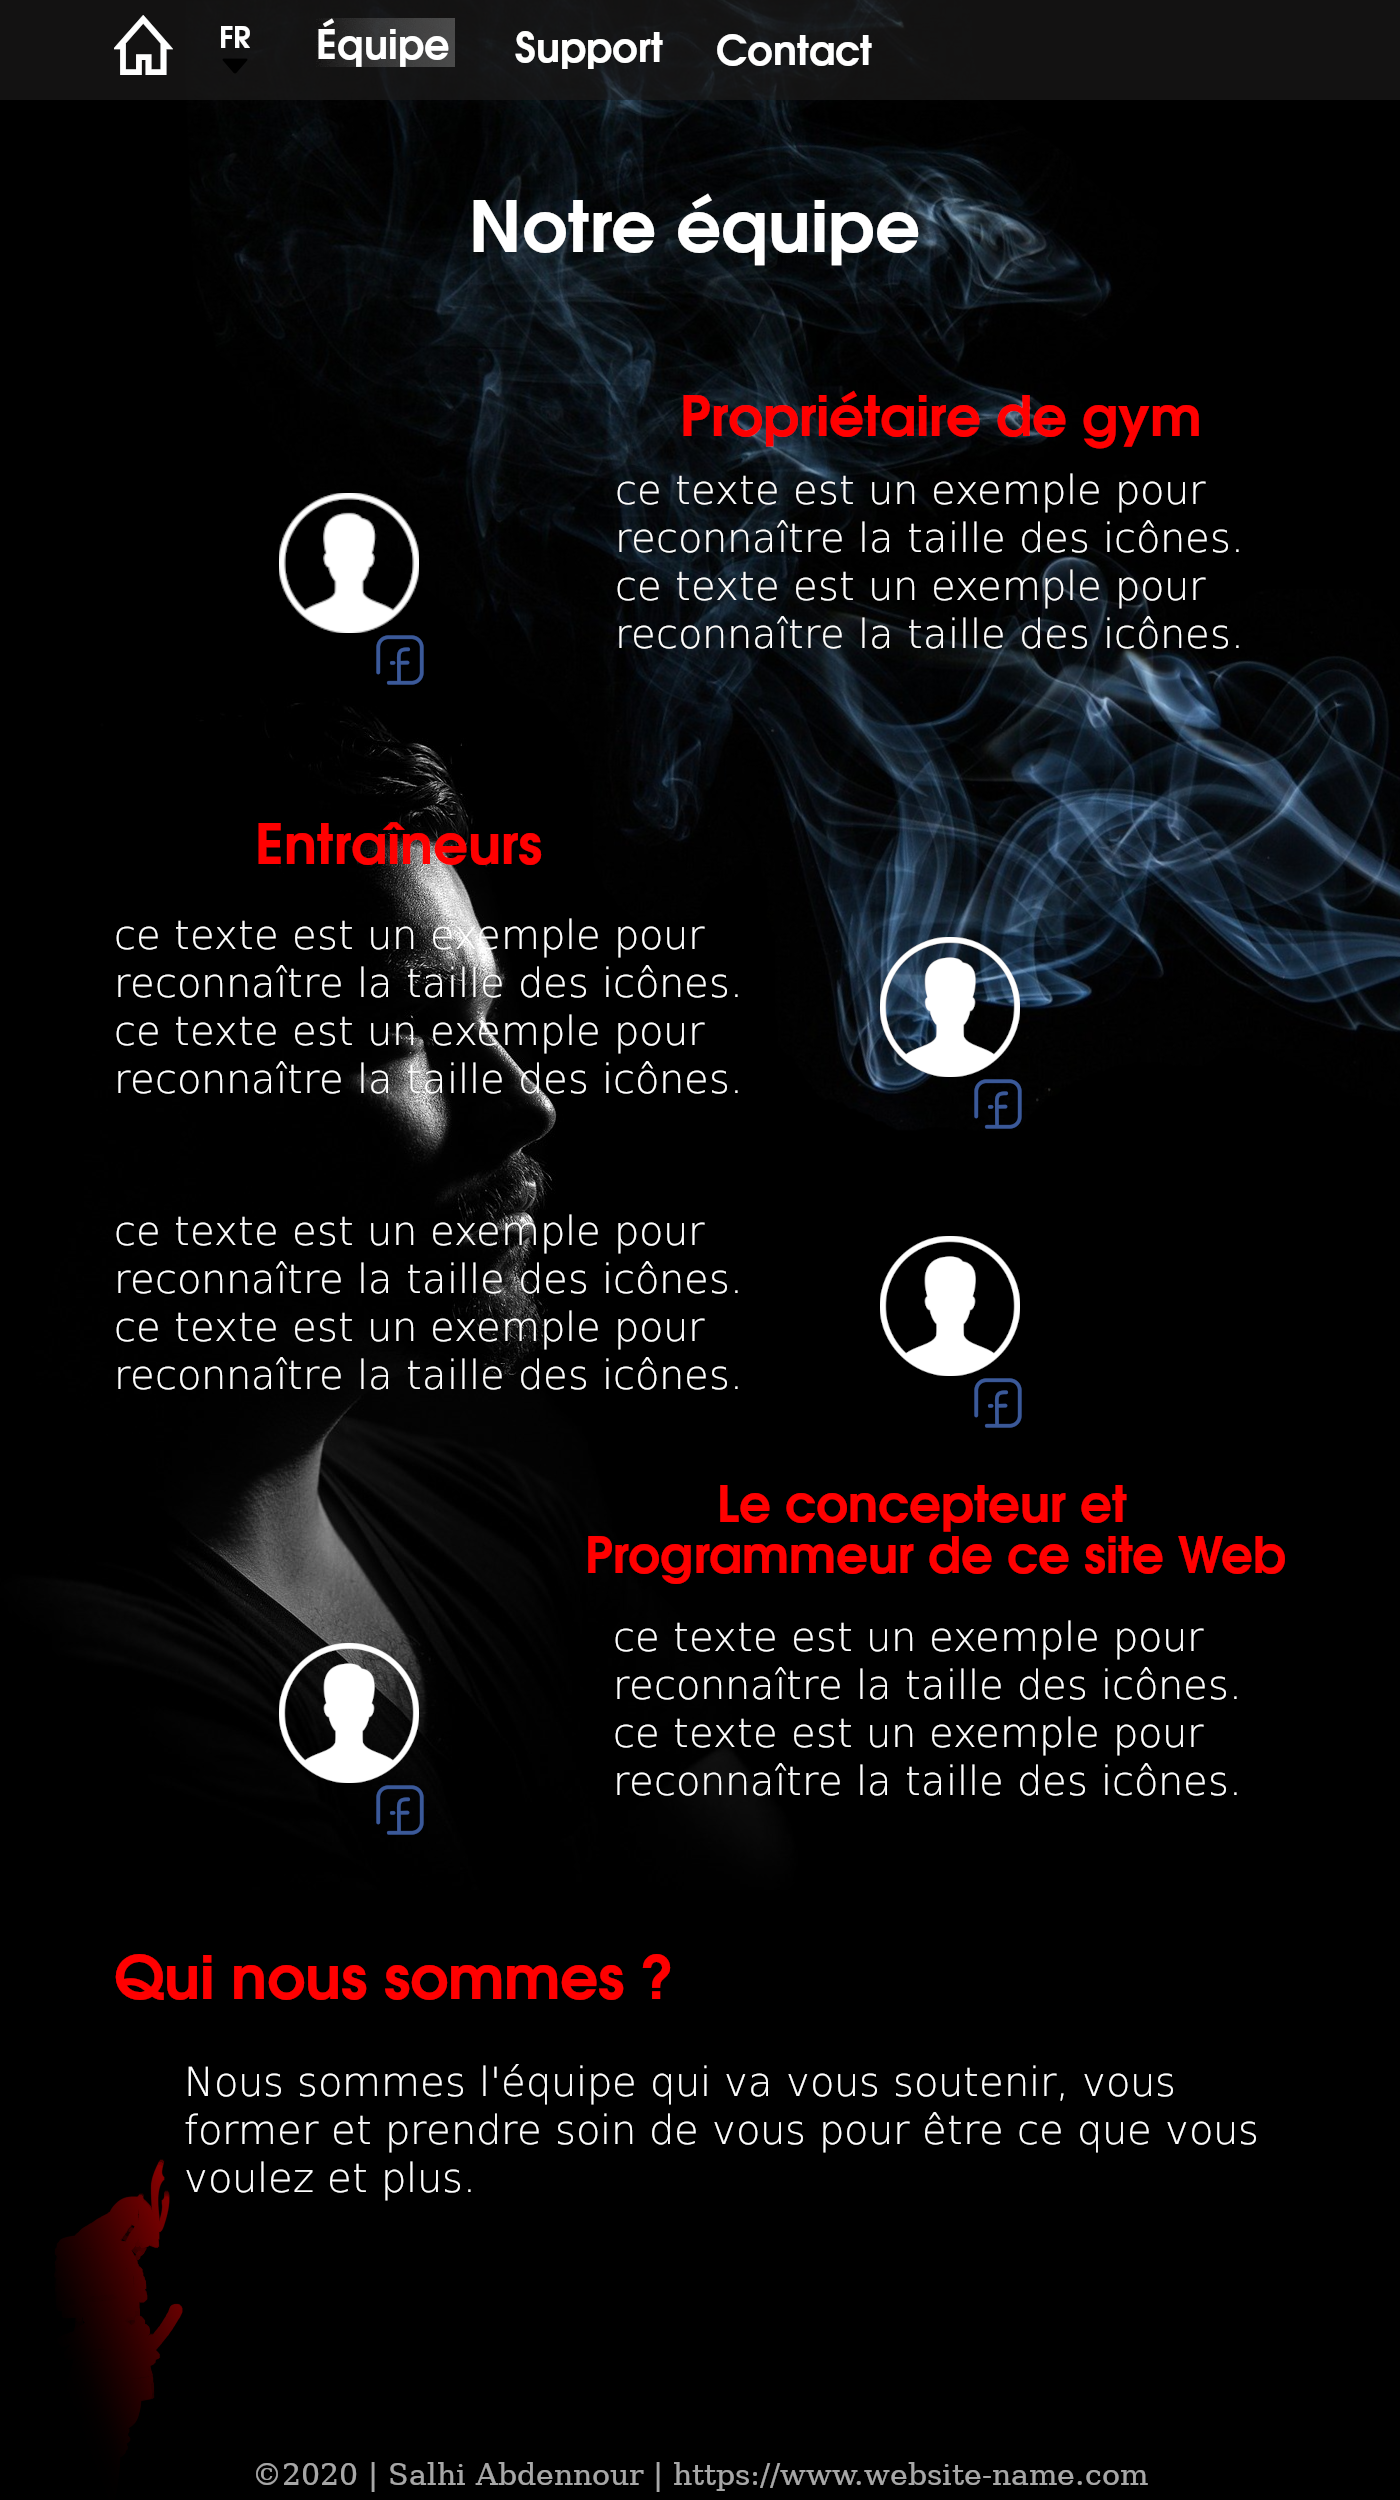 FR
Équipe
Support
Contact
Notre équipe
Propriétaire de gym
ce texte est un exemple pour
reconnaître la taille des icônes.
ce texte est un exemple pour
reconnaître la taille des icônes.
Entraîneurs
ce texte est un exemple pour
reconnaître la taille des icônes.
ce texte est un exemple pour
reconnaître la taille des icônes.
ce texte est un exemple pour
reconnaître la taille des icônes.
ce texte est un exemple pour
reconnaître la taille des icônes.
Le concepteur et
Programmeur de ce site Web
ce texte est un exemple pour
reconnaître la taille des icônes.
ce texte est un exemple pour
reconnaître la taille des icônes.
Qui nous sommes ?
Nous sommes l'équipe qui va vous soutenir, vous
former et prendre soin de vous pour être ce que vous
voulez et plus.
©2020 | Salhi Abdennour | https://www.website-name.com